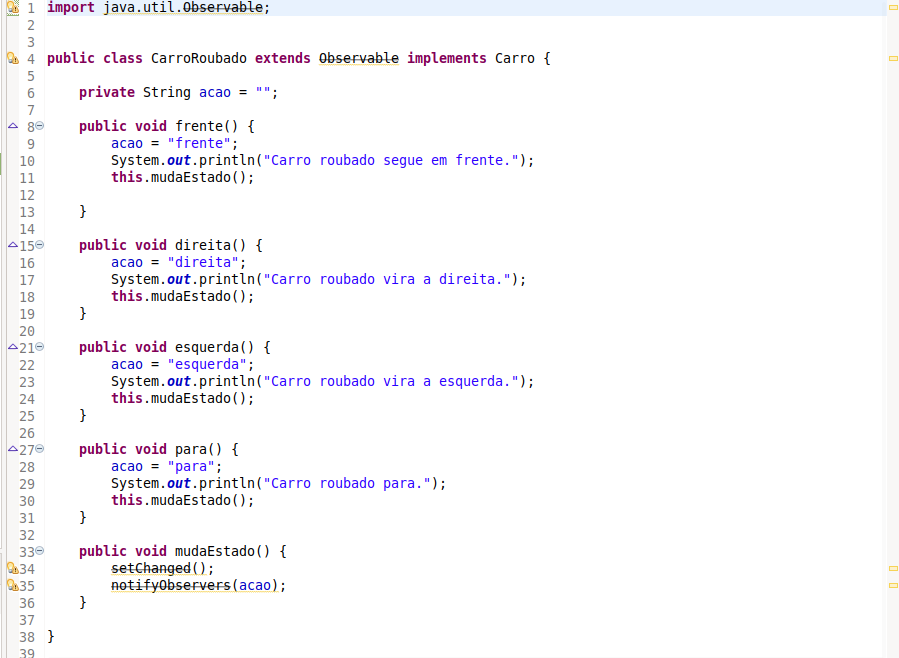 1 import java.util.Observable;
2
3
4 public class CarroRoubado extends Observable implements Carro {
5
6     private String acao = "";
7
8     public void frente() {
9         acao = "frente";
10         System.out.println("Carro roubado segue em frente.");
11         this.mudaEstado();
12
13     }
14
15     public void direita() {
16         acao = "direita";
17         System.out.println("Carro roubado vira a direita.");
18         this.mudaEstado();
19     }
20
21     public void esquerda() {
22         acao = "esquerda";
23         System.out.println("Carro roubado vira a esquerda.");
24         this.mudaEstado();
25     }
26
27     public void para() {
28         acao = "para";
29         System.out.println("Carro roubado para.");
30         this.mudaEstado();
31     }
32
33     public void mudaEstado() {
34         setChanged();
35         notifyObservers(acao);
36     }
37
38 }
39